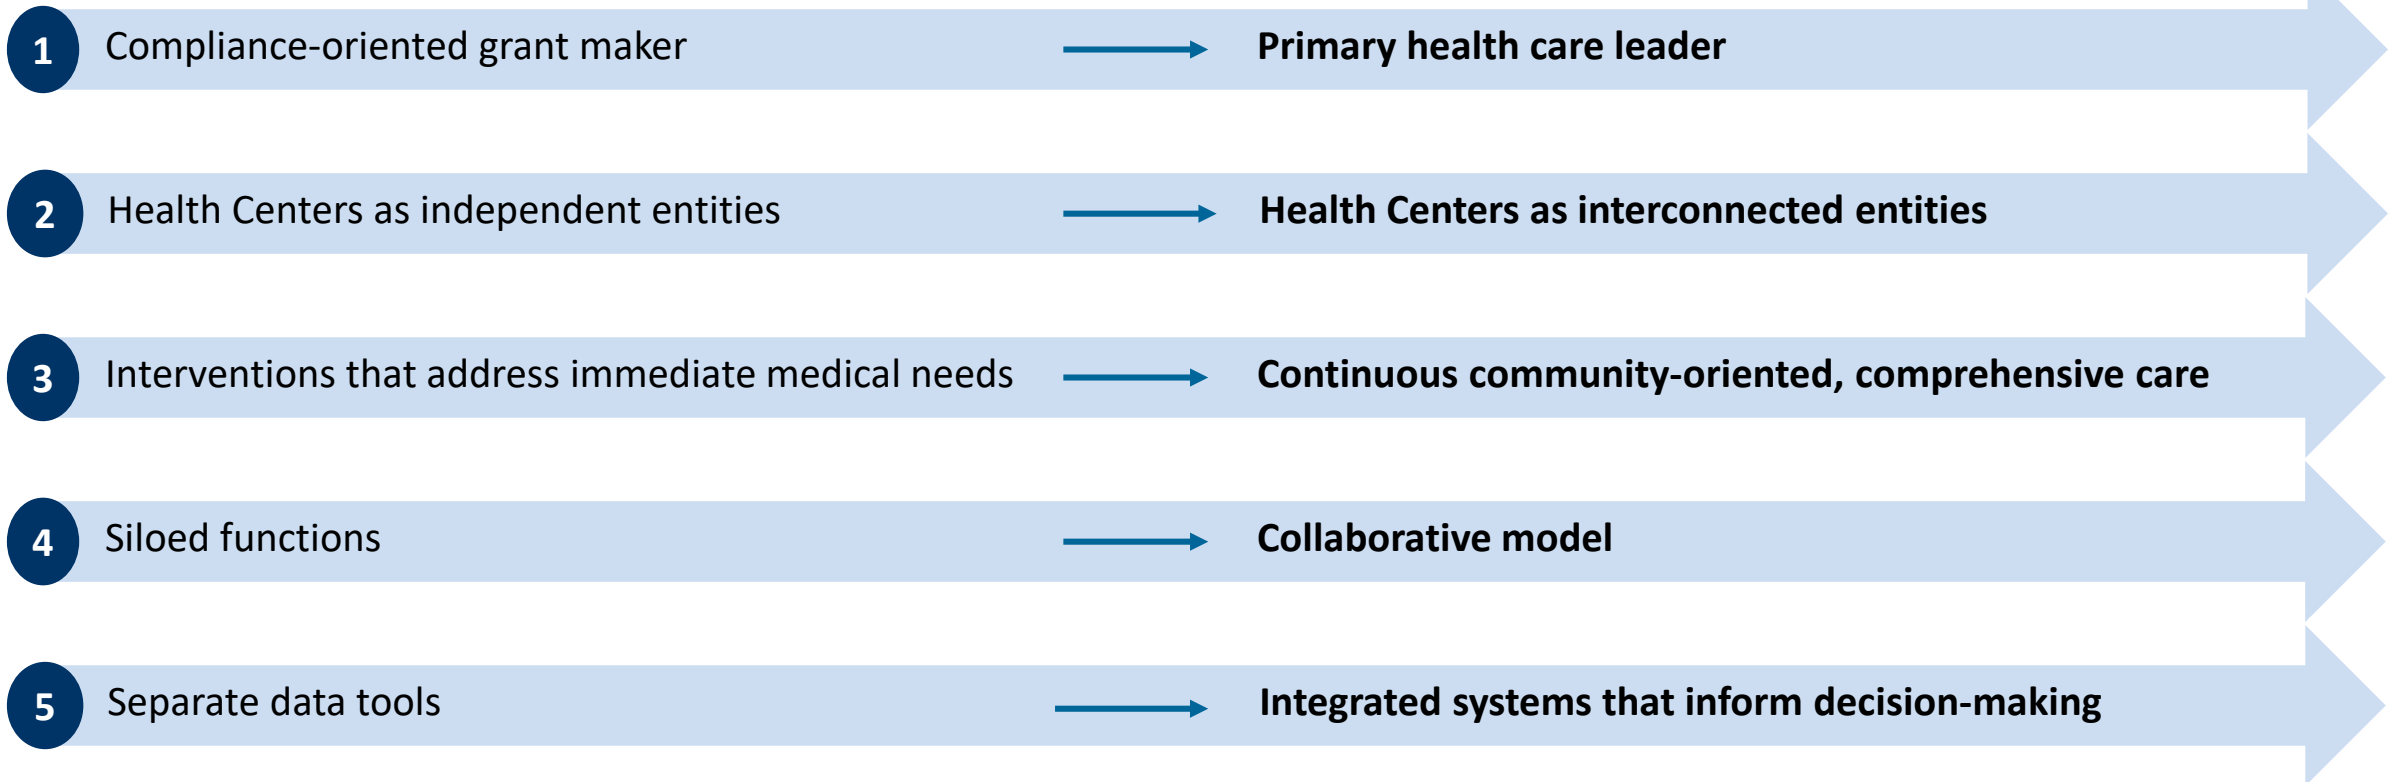 1 Compliance-oriented grant maker Primary health care leader
2 Health Centers as independent entities Health Centers as interconnected entities
3 Interventions that address immediate medical needs Continuous community-oriented, comprehensive care
4 Siloed functions Collaborative model
5 Separate data tools Integrated systems that inform decision-making